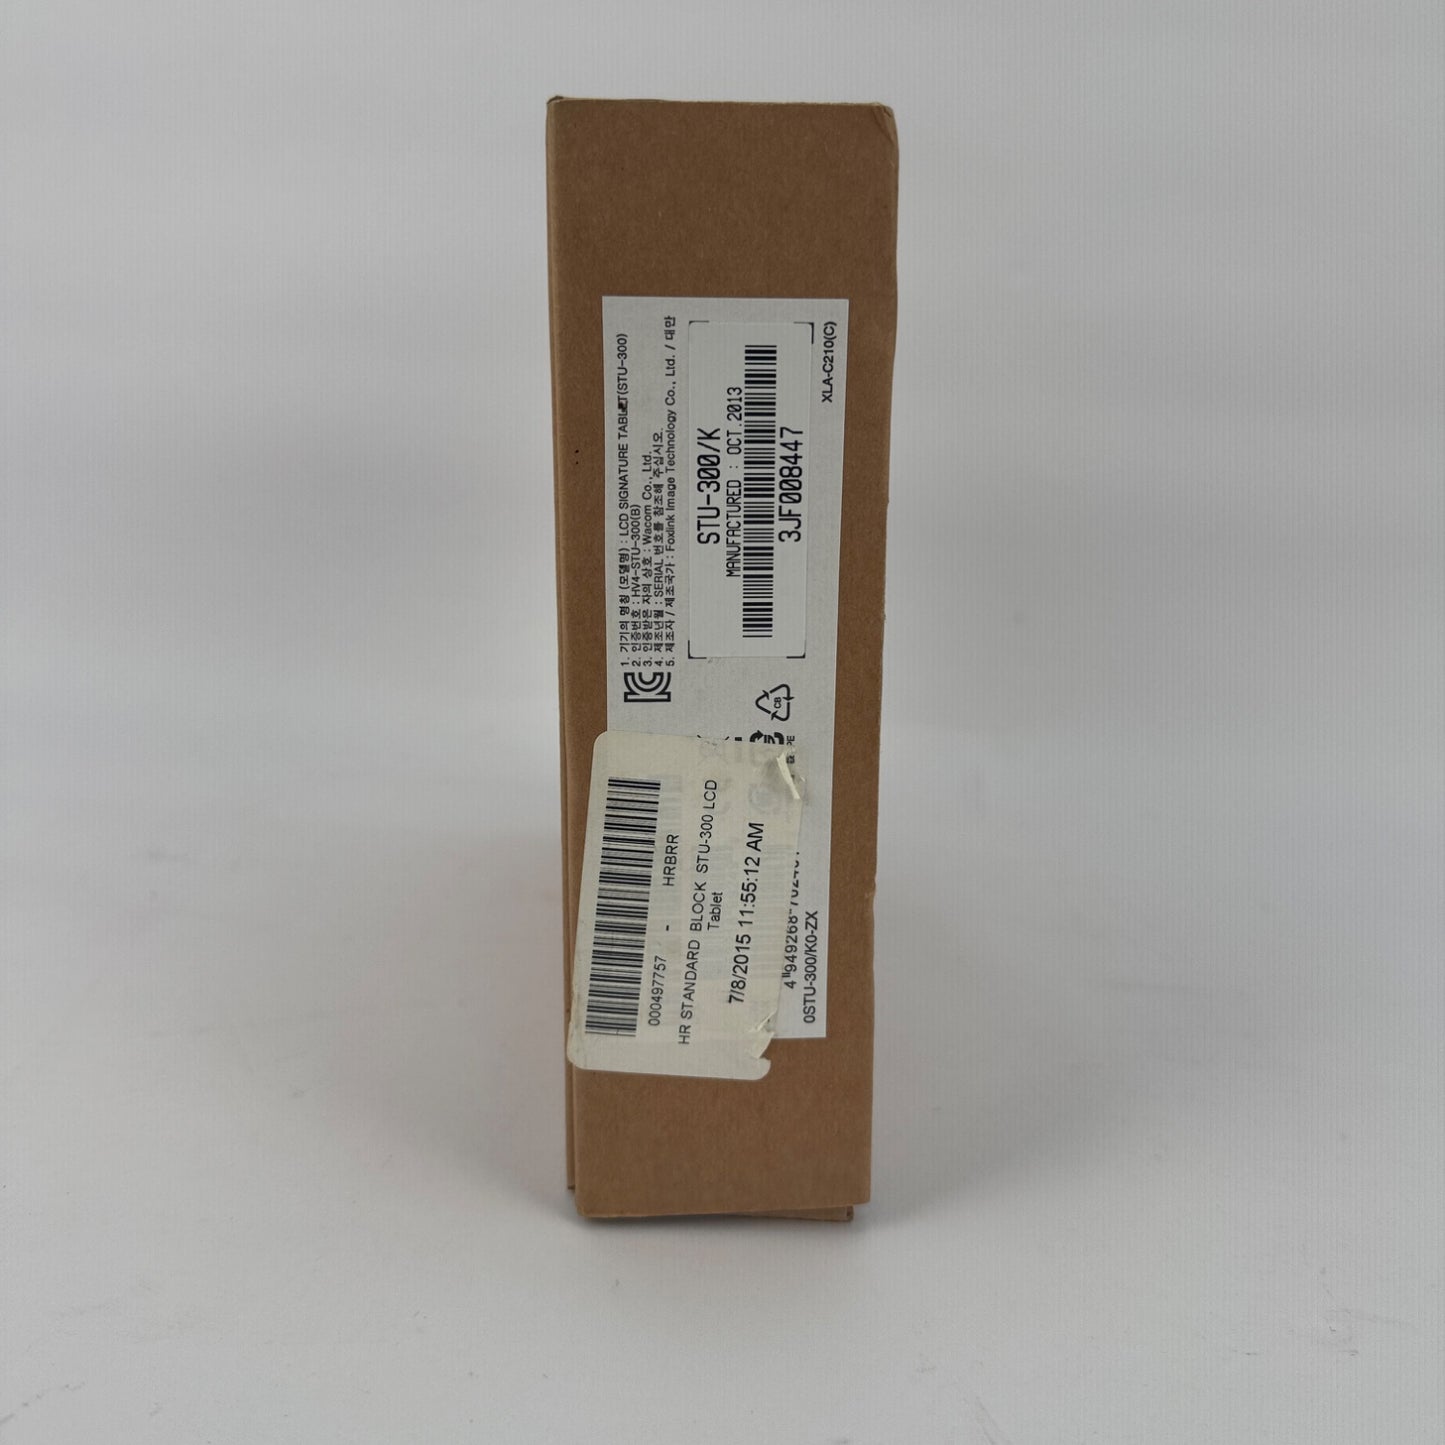 1. 기기의 명칭 (모델명) : LCD SIGNATURE TABLET(STU-300)
2. 인증번호 : HV4-STU-300(B)
3. 인증받은 자의 상호 : Wacom Co., Ltd.
4. 제조년월 : SERIAL 번호를 참조해 주십시오.
5. 제조자 / 제조국가 : Foxlink Image Technology Co., Ltd. / 대만
STU-300/K
MANUFACTURED : OCT.2013
3JF008447
XLA-C210(C)
C8
PE
000497757 - HRBRR
HR STANDARD BLOCK STU-300 LCD
Tablet
7/8/2015 11:55:12 AM
0STU-300/K0-ZX